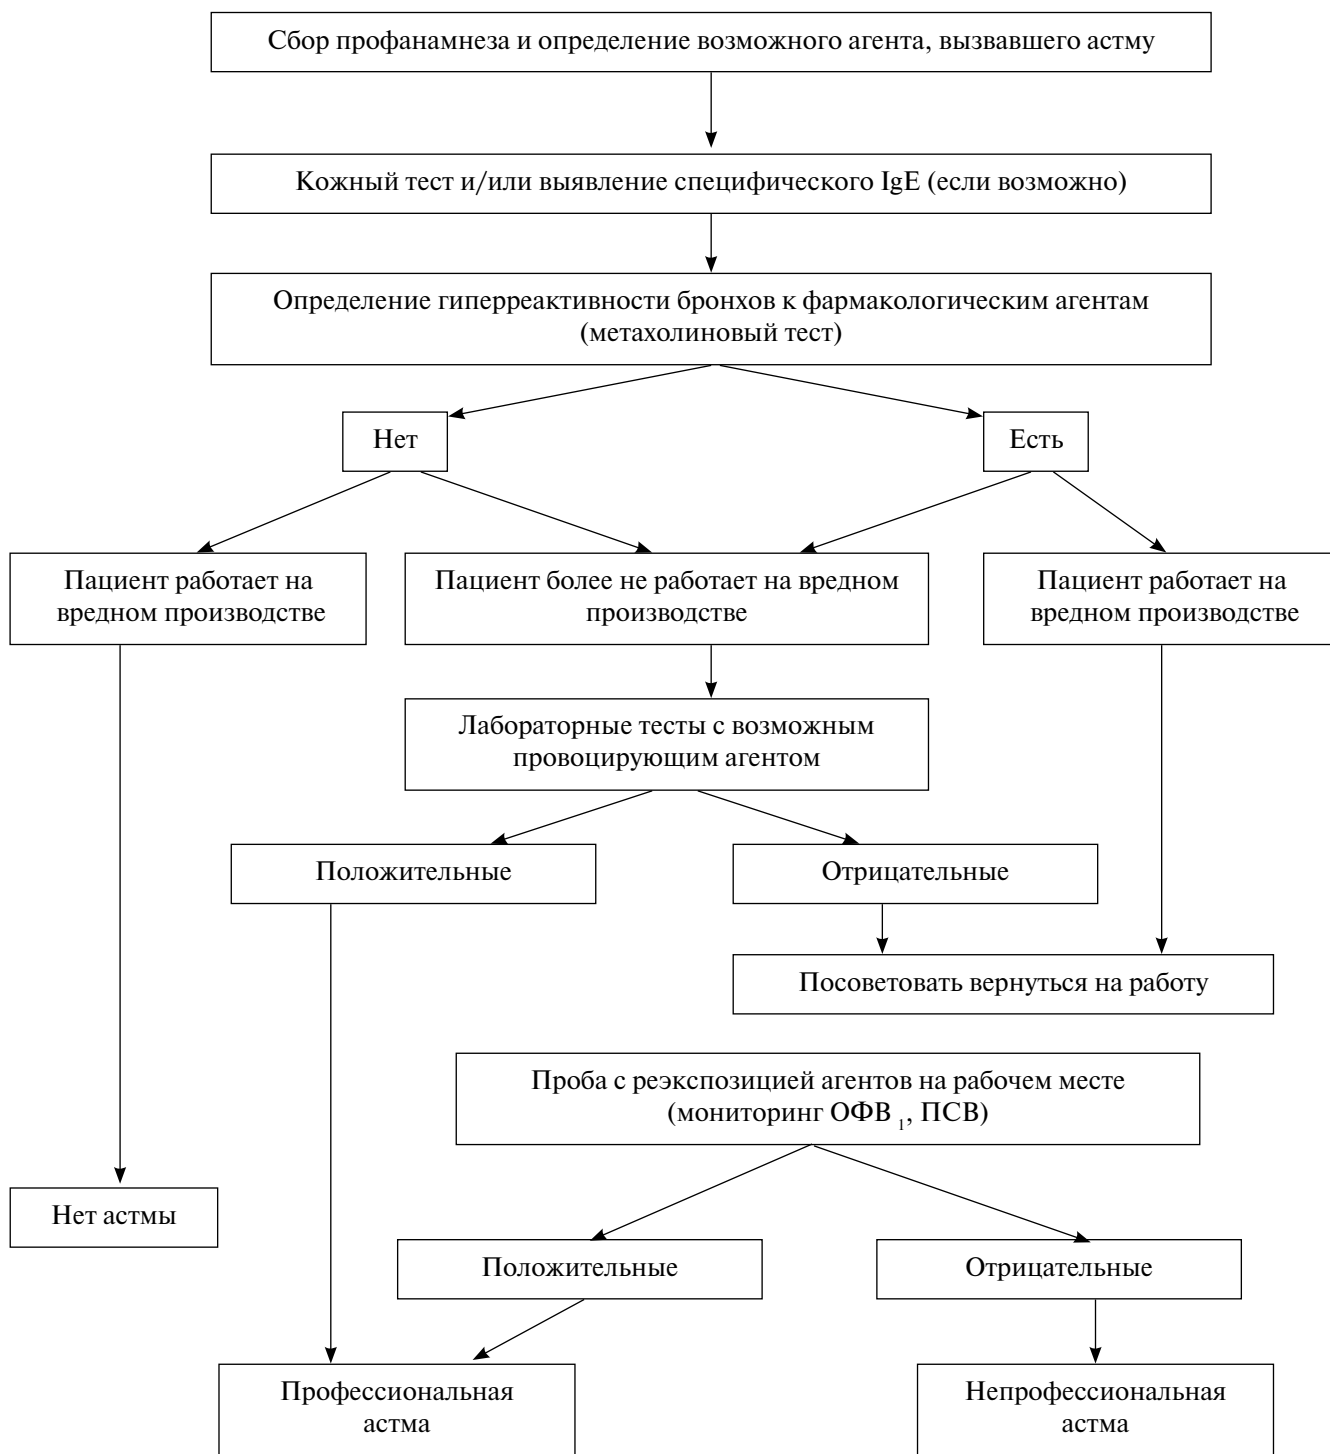 Сбор профанамнеза и определение возможного агента, вызвавшего астму
Кожный тест и/или выявление специфического IgE (если возможно)
Определение гиперреактивности бронхов к фармакологическим агентам
(метахолиновый тест)
Нет
Есть
Пациент работает на
вредном производстве
Пациент более не работает на вредном
производстве
Пациент работает на
вредном производстве
Лабораторные тесты с возможным
провоцирующим агентом
Положительные
Отрицательные
Посоветовать вернуться на работу
Проба с реэкспозицией агентов на рабочем месте
(мониторинг ОФВ 1, ПСВ)
Нет астмы
Положительные
Отрицательные
Профессиональная
астма
Непрофессиональная
астма